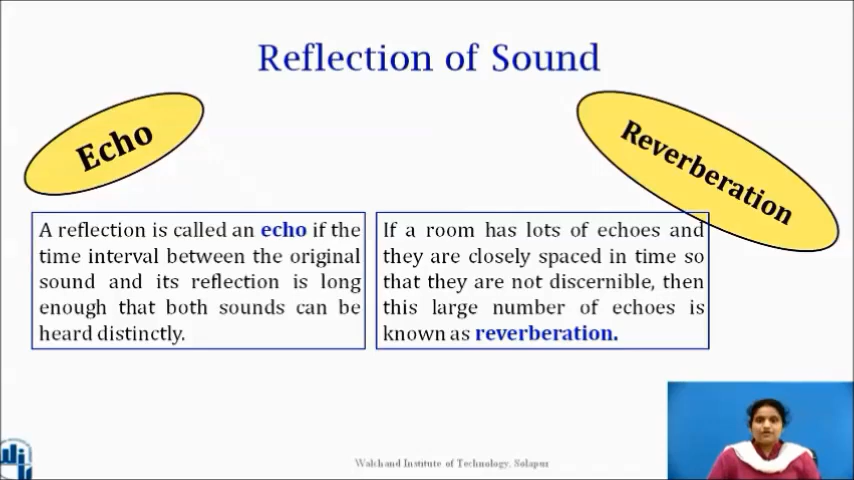 Reflection of Sound
Echo
Reverberation
A reflection is called an echo if the
time interval between the original
sound and its reflection is long
enough that both sounds can be
heard distinctly.
If a room has lots of echoes and
they are closely spaced in time so
that they are not discernible, then
this large number of echoes is
known as reverberation.
Walchand Institute of Technology, Solapur